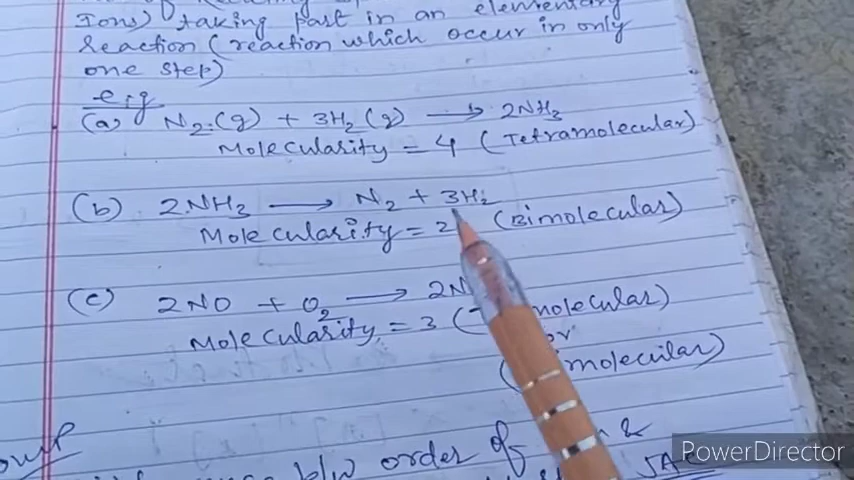 Ions) taking part in an elementary
reaction (reaction which occur in only
one step)
e.g
(a) N2(g) + 3H2(g) → 2NH3
Molecularity = 4 (Tetramolecular)
(b) 2NH3 → N2 + 3H2
Molecularity = 2 (Bimolecular)
(c) 2NO + O2 → 2N
Molecularity = 3 (
molecular)
or
molecular)
b/w order of
&
PowerDirector